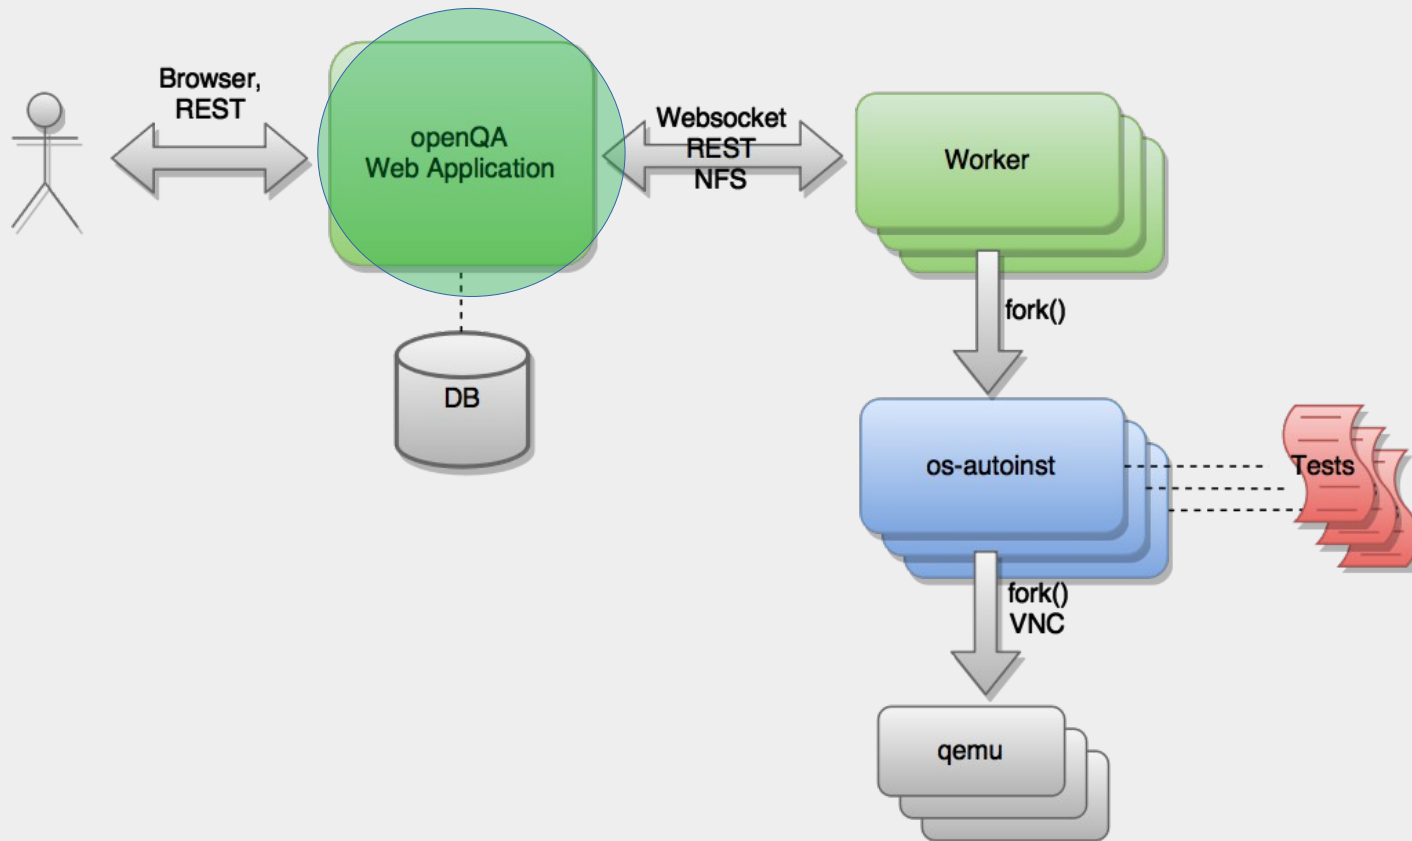 Browser,
REST
openQA
Web Application
Websocket
REST
NFS
Worker
fork()
DB
os-autoinst
Tests
fork()
VNC
qemu